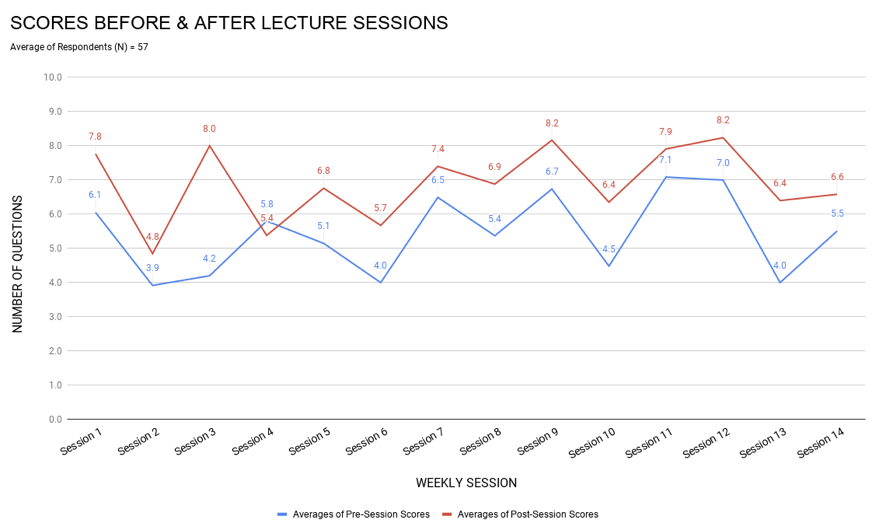 SCORES BEFORE & AFTER LECTURE SESSIONS
Average of Respondents (N) = 57
NUMBER OF QUESTIONS
10.0
9.0
8.0
7.0
6.0
5.0
4.0
3.0
2.0
1.0
0.0
7.8
4.8
8.0
5.4
6.8
5.7
7.4
6.9
8.2
6.4
7.9
8.2
6.4
6.6
6.1
3.9
4.2
5.8
5.1
4.0
6.5
5.4
6.7
4.5
7.1
7.0
4.0
5.5
Session 1
Session 2
Session 3
Session 4
Session 5
Session 6
Session 7
Session 8
Session 9
Session 10
Session 11
Session 12
Session 13
Session 14
WEEKLY SESSION
Averages of Pre-Session Scores
Averages of Post-Session Scores